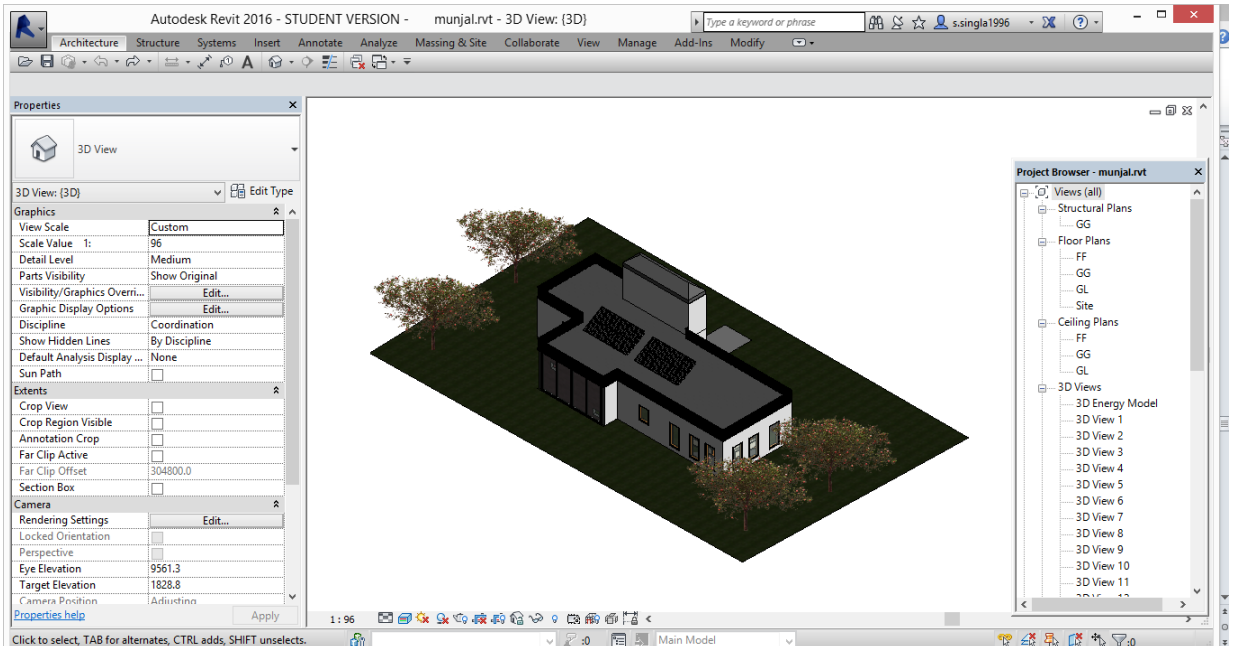 Autodesk Revit 2016 - STUDENT VERSION - munjal.rvt - 3D View: {3D} Type a keyword or phrase s.singla1996
Architecture Structure Systems Insert Annotate Analyze Massing & Site Collaborate View Manage Add-Ins Modify
Properties
3D View
3D View: {3D} Edit Type
Graphics
View Scale Custom
Scale Value 1: 96
Detail Level Medium
Parts Visibility Show Original
Visibility/Graphics Overri... Edit...
Graphic Display Options Edit...
Discipline Coordination
Show Hidden Lines By Discipline
Default Analysis Display ... None
Sun Path
Extents
Crop View
Crop Region Visible
Annotation Crop
Far Clip Active
Far Clip Offset 304800.0
Section Box
Camera
Rendering Settings Edit...
Locked Orientation
Perspective
Eye Elevation 9561.3
Target Elevation 1828.8
Camera Position Adjusting
Properties help Apply
Project Browser - munjal.rvt
Views (all)
Structural Plans
GG
Floor Plans
FF
GG
GL
Site
Ceiling Plans
FF
GG
GL
3D Views
3D Energy Model
3D View 1
3D View 2
3D View 3
3D View 4
3D View 5
3D View 6
3D View 7
3D View 8
3D View 9
3D View 10
3D View 11
1 : 96
Click to select, TAB for alternates, CTRL adds, SHIFT unselects. :0 Main Model :0